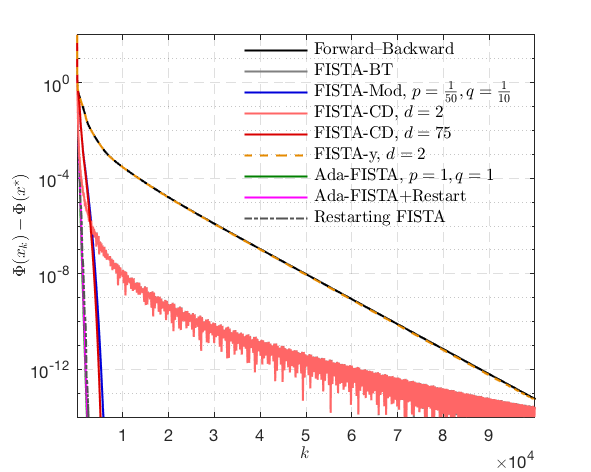 Forward–Backward
FISTA-BT
FISTA-Mod, p = 1/50, q = 1/10
FISTA-CD, d = 2
FISTA-CD, d = 75
FISTA-y, d = 2
Ada-FISTA, p = 1, q = 1
Ada-FISTA+Restart
Restarting FISTA
Φ(x_k) − Φ(x*)
10^0
10^-4
10^-8
10^-12
1 2 3 4 5 6 7 8 9
k
×10^4